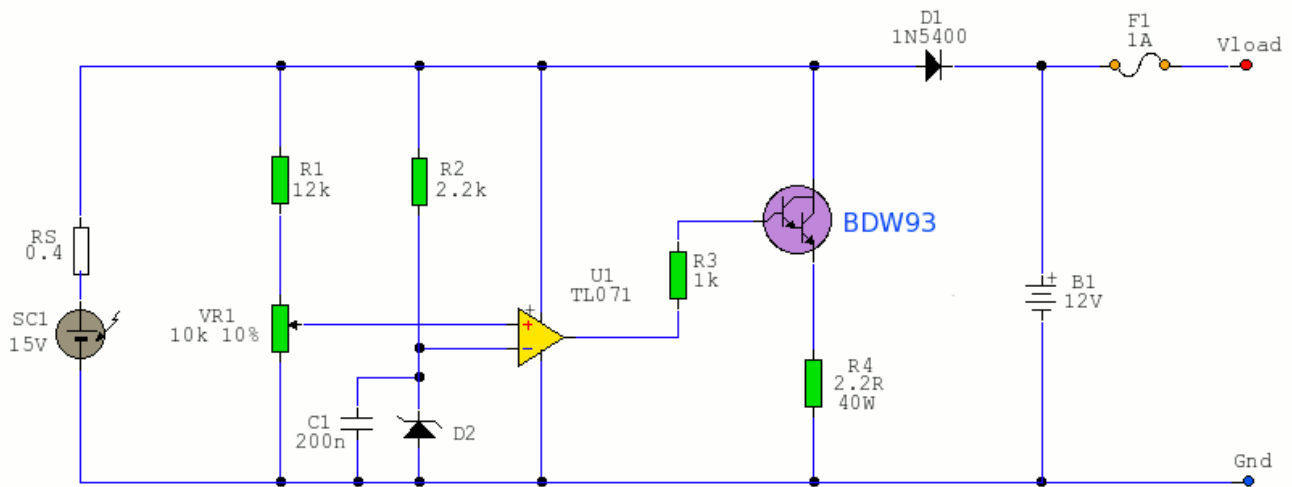 D1
1N5400
F1
1A
Vload
R1
12k
R2
2.2k
BDW93
RS
0.4
R3
1k
U1
TL071
B1
12V
+
SC1
15V
VR1
10k 10%
+
+
-
R4
2.2R
40W
C1
200n
D2
Gnd